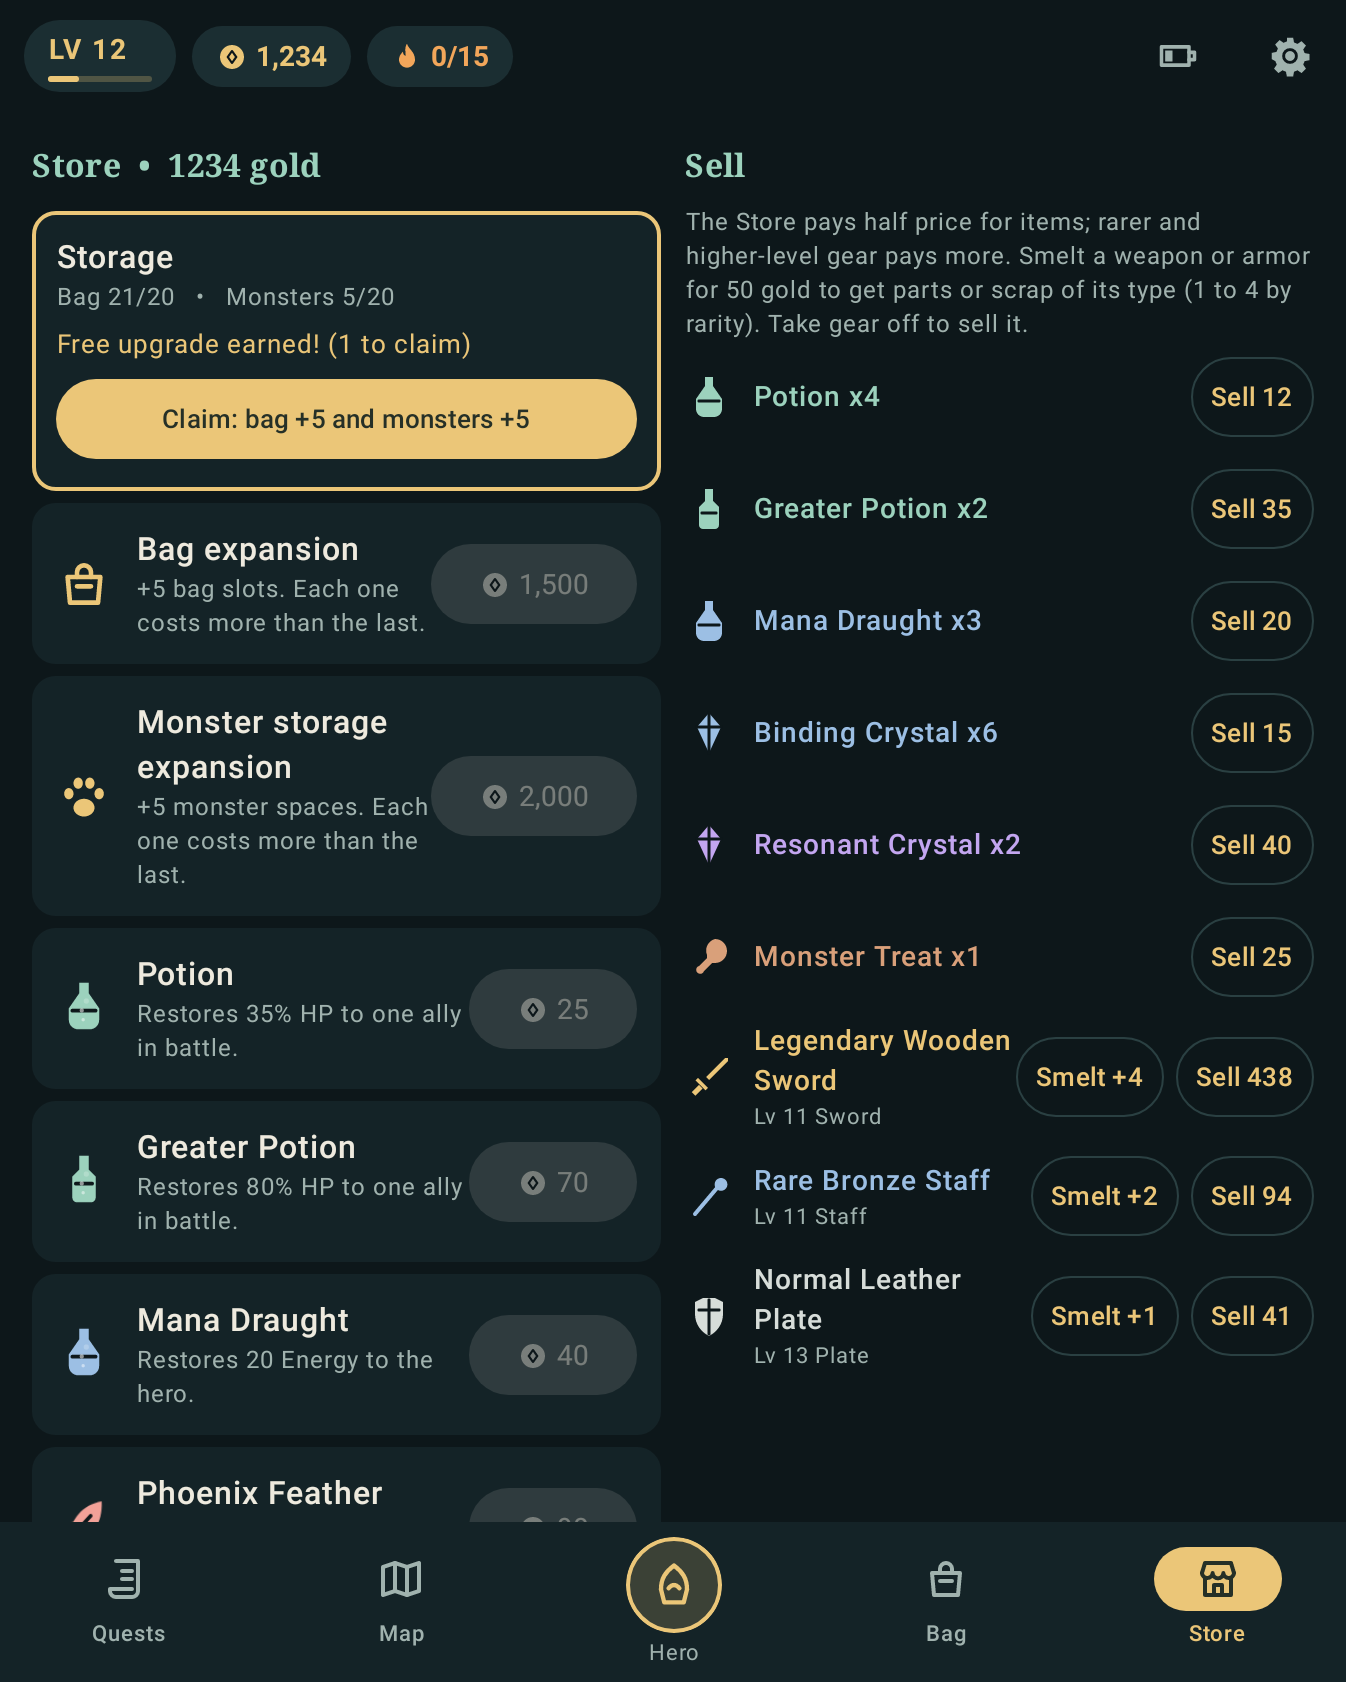 LV 12
1,234
0/15
Store • 1234 gold
Storage
Bag 21/20 • Monsters 5/20
Free upgrade earned! (1 to claim)
Claim: bag +5 and monsters +5
Bag expansion
+5 bag slots. Each one
costs more than the last.
1,500
Monster storage
expansion
+5 monster spaces. Each
one costs more than the
last.
2,000
Potion
Restores 35% HP to one ally
in battle.
25
Greater Potion
Restores 80% HP to one ally
in battle.
70
Mana Draught
Restores 20 Energy to the
hero.
40
Phoenix Feather
Sell
The Store pays half price for items; rarer and
higher-level gear pays more. Smelt a weapon or armor
for 50 gold to get parts or scrap of its type (1 to 4 by
rarity). Take gear off to sell it.
Potion x4
Sell 12
Greater Potion x2
Sell 35
Mana Draught x3
Sell 20
Binding Crystal x6
Sell 15
Resonant Crystal x2
Sell 40
Monster Treat x1
Sell 25
Legendary Wooden
Sword
Lv 11 Sword
Smelt +4
Sell 438
Rare Bronze Staff
Lv 11 Staff
Smelt +2
Sell 94
Normal Leather
Plate
Lv 13 Plate
Smelt +1
Sell 41
Quests
Map
Hero
Bag
Store